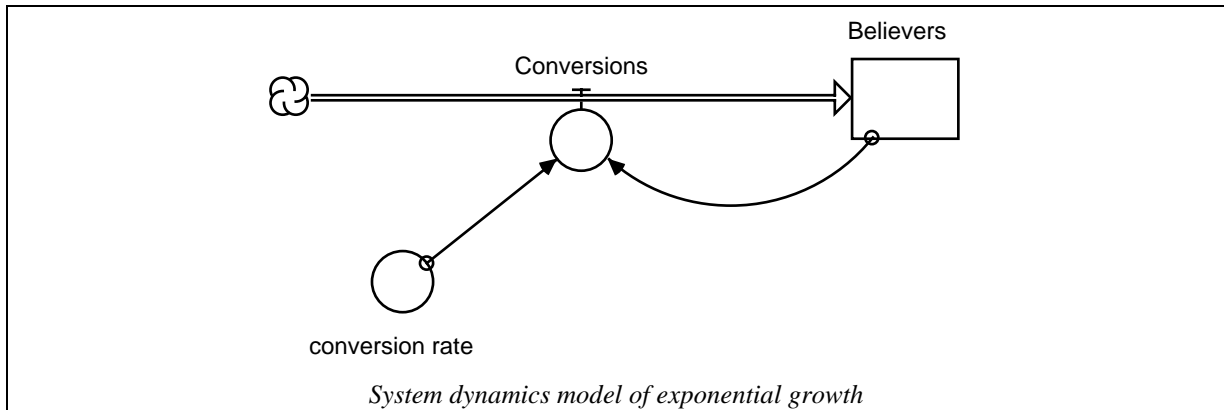 Believers
Conversions
conversion rate
System dynamics model of exponential growth